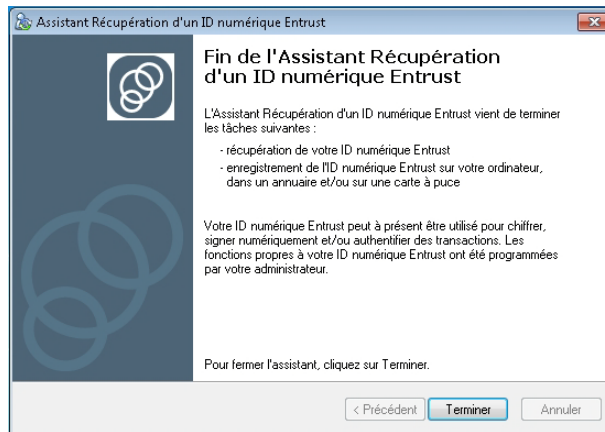 Assistant Récupération d'un ID numérique Entrust
Fin de l'Assistant Récupération
d'un ID numérique Entrust
L'Assistant Récupération d'un ID numérique Entrust vient de terminer
les tâches suivantes :
- récupération de votre ID numérique Entrust
- enregistrement de l'ID numérique Entrust sur votre ordinateur,
dans un annuaire et/ou sur une carte à puce
Votre ID numérique Entrust peut à présent être utilisé pour chiffrer,
signer numériquement et/ou authentifier des transactions. Les
fonctions propres à votre ID numérique Entrust ont été programmées
par votre administrateur.
Pour fermer l'assistant, cliquez sur Terminer.
< Précédent Terminer Annuler